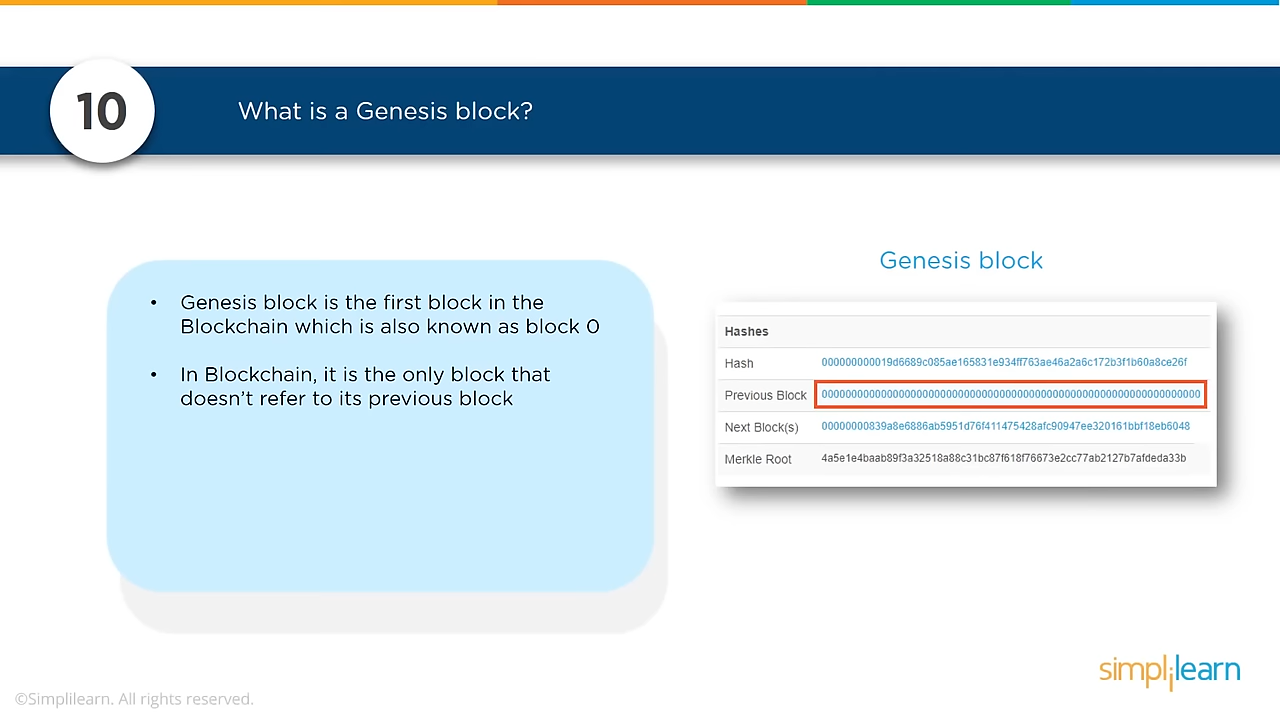 10
What is a Genesis block?
• Genesis block is the first block in the
Blockchain which is also known as block 0
• In Blockchain, it is the only block that
doesn't refer to its previous block
Genesis block
Hashes
Hash 000000000019d6689c085ae165831e934ff763ae46a2a6c172b3f1b60a8ce26f
Previous Block 0000000000000000000000000000000000000000000000000000000000000000
Next Block(s) 00000000839a8e6886ab5951d76f411475428afc90947ee320161bbf18eb6048
Merkle Root 4a5e1e4baab89f3a32518a88c31bc87f618f76673e2cc77ab2127b7afdeda33b
simplilearn
©Simplilearn. All rights reserved.